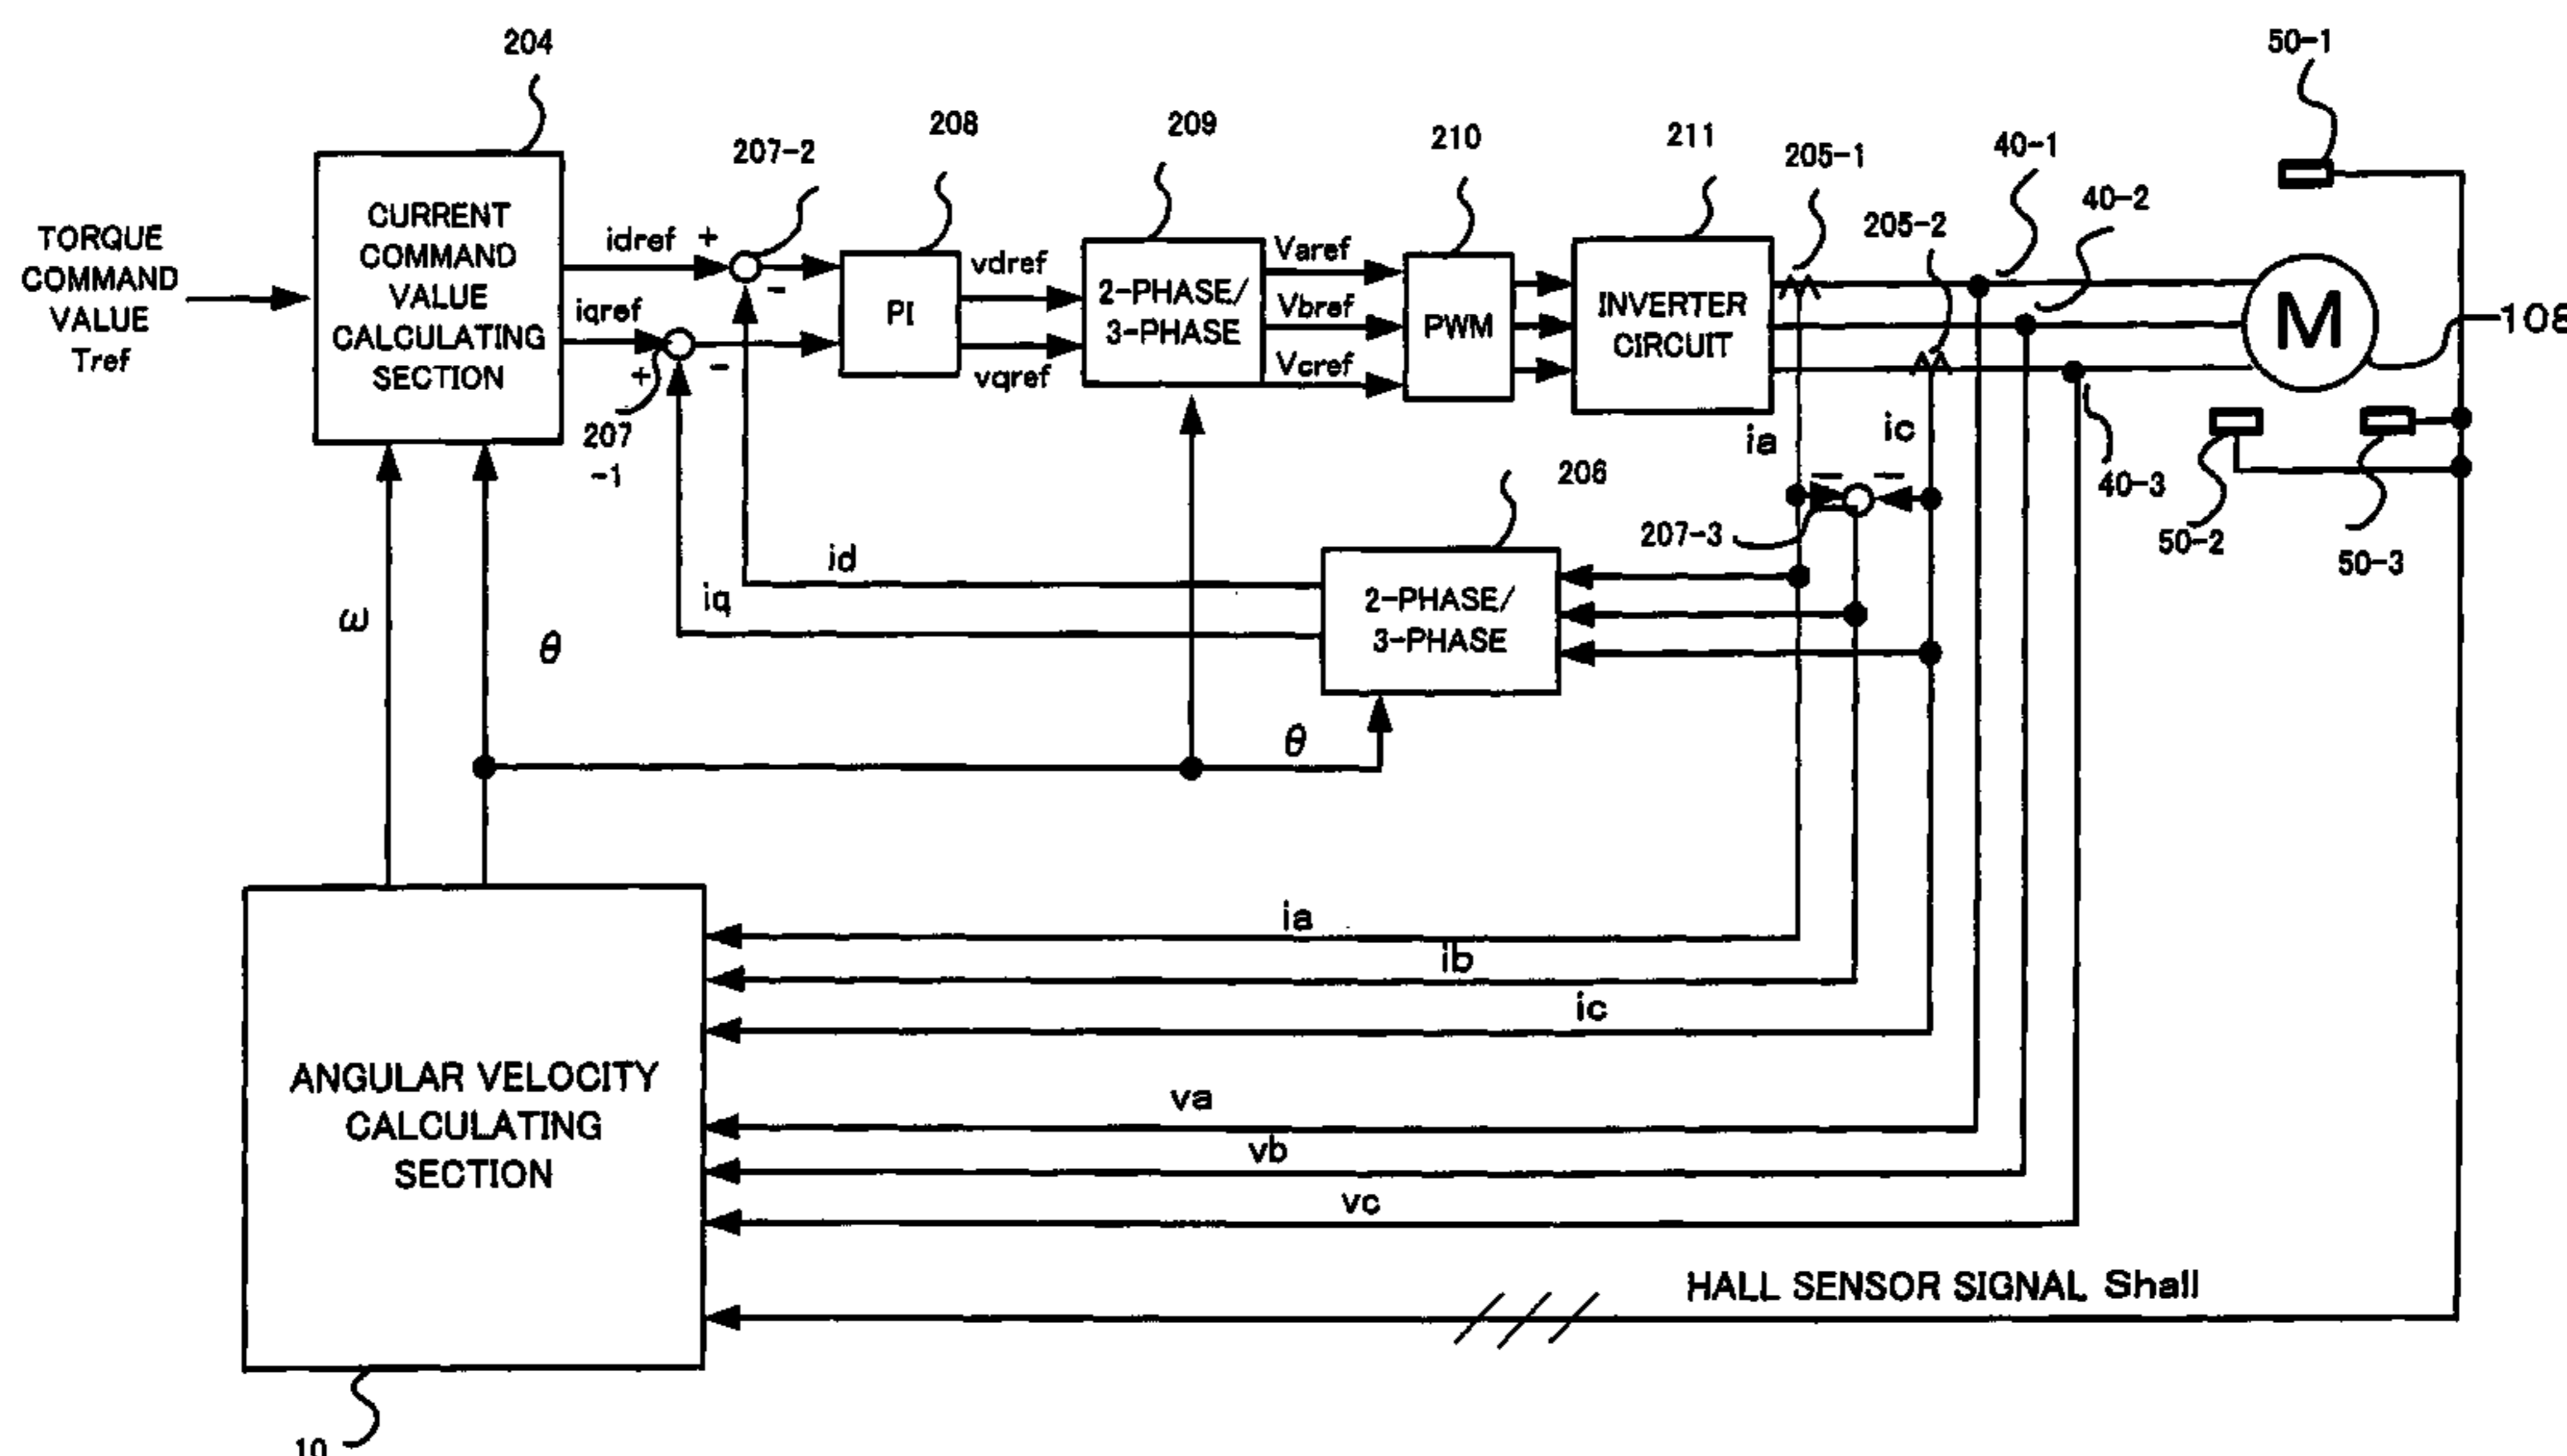 204
50-1
207-2
208
209
210
211
205-1
40-1
40-2
205-2
TORQUE
COMMAND
VALUE
Tref
CURRENT
COMMAND
VALUE
CALCULATING
SECTION
idref +
-
iqref
+
-
207
-1
PI
vdref
vqref
2-PHASE/
3-PHASE
Varef
Vbref
Vcref
PWM
INVERTER
CIRCUIT
M
108
ia
ic
40-3
50-2
50-3
206
207-3
- -
2-PHASE/
3-PHASE
id
iq
ω
θ
θ
ia
ib
ic
va
vb
vc
ANGULAR VELOCITY
CALCULATING
SECTION
HALL SENSOR SIGNAL Shall
10